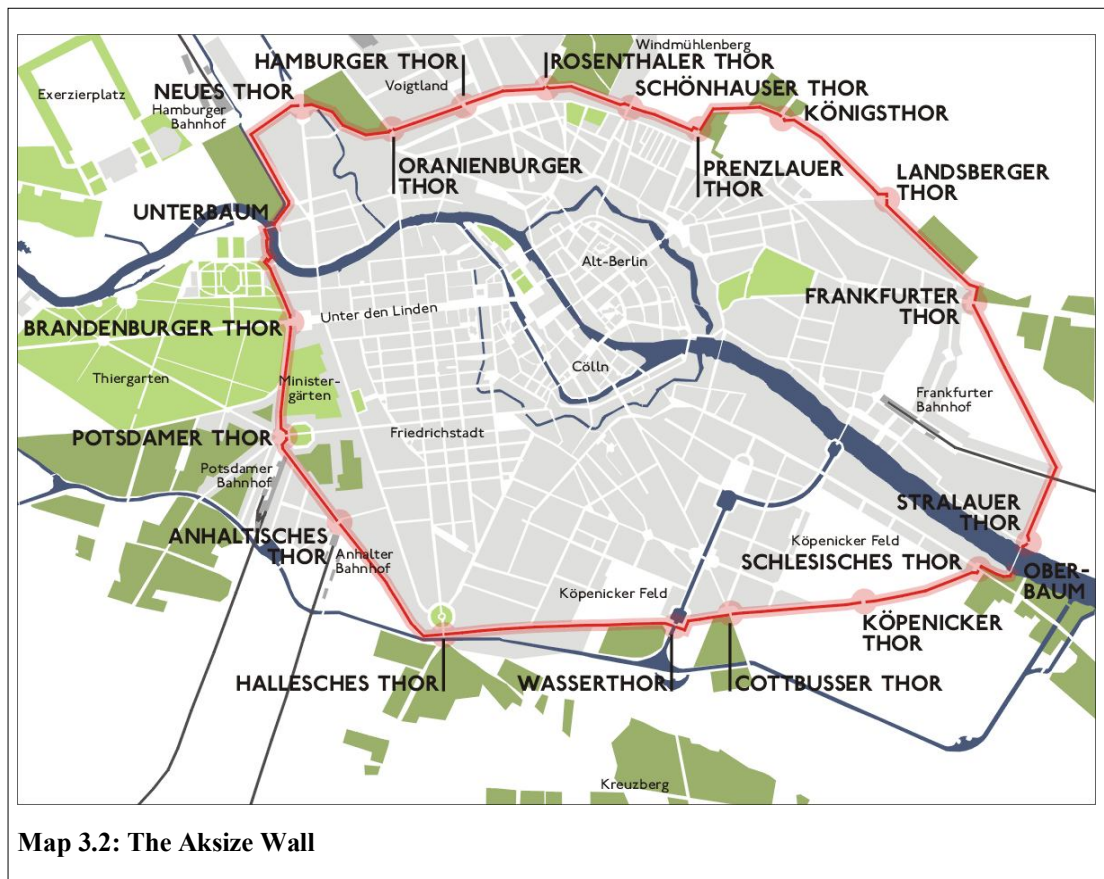 Windmühlenberg
HAMBURGER THOR
ROSENTHALER THOR
Exerzierplatz
NEUES THOR
Voigtland
SCHÖNHAUSER THOR
Hamburger
Bahnhof
KÖNIGSTHOR
ORANIENBURGER
THOR
PRENZLAUER
THOR
LANDSBERGER
THOR
UNTERBAUM
Alt-Berlin
FRANKFURTER
THOR
BRANDENBURGER THOR
Unter den Linden
Cölln
Thiergarten
Minister-
gärten
Frankfurter
Bahnhof
POTSDAMER THOR
Friedrichstadt
Potsdamer
Bahnhof
STRALAUER
THOR
ANHALTISCHES
THOR
Anhalter
Bahnhof
Köpenicker Feld
SCHLESISCHES THOR
OBER-
BAUM
Köpenicker Feld
KÖPENICKER
THOR
HALLESCHES THOR
WASSERTHOR
COTTBUSSER THOR
Kreuzberg
Map 3.2: The Aksize Wall